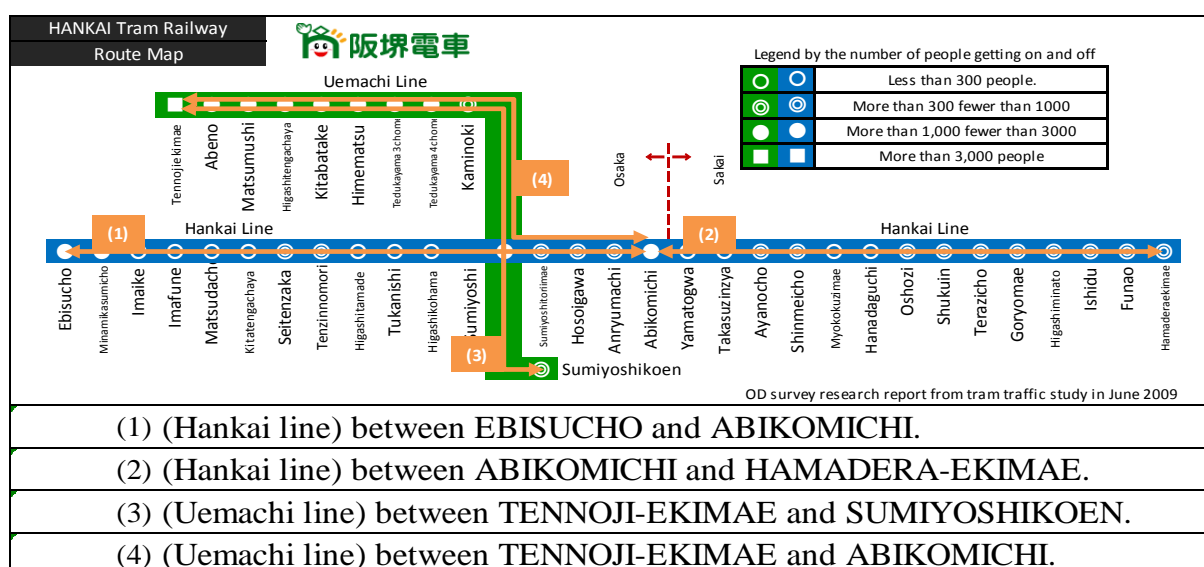 HANKAI Tram Railway
Route Map
阪堺電車
Legend by the number of people getting on and off
Less than 300 people.
More than 300 fewer than 1000
More than 1,000 fewer than 3000
More than 3,000 people
Uemachi Line
Tennojiekimae
Abeno
Matsumushi
Higashitengachaya
Kitabatake
Himematsu
Tedukayama 3chome
Tedukayama 4chome
Kaminoki
(4)
Osaka
Sakai
(1)
Hankai Line
(2)
Hankai Line
Ebisucho
Minamikasumicho
Imaike
Imafune
Matsudacho
Kitatengachaya
Seitenzaka
Tenzinnomori
Higashitamade
Tukanishi
Higashikohama
Sumiyoshi
Sumiyoshitoriimae
Hosoigawa
Anryumachi
Abikomichi
Yamatogwa
Takasuzinzya
Ayanocho
Shinmeicho
Myokokuzimae
Hanadaguchi
Oshozi
Shukuin
Terazicho
Goryomae
Higashiminato
Ishidu
Funao
Hamaderaekimae
(3)
Sumiyoshikoen
OD survey research report from tram traffic study in June 2009
(1) (Hankai line) between EBISUCHO and ABIKOMICHI.
(2) (Hankai line) between ABIKOMICHI and HAMADERA-EKIMAE.
(3) (Uemachi line) between TENNOJI-EKIMAE and SUMIYOSHIKOEN.
(4) (Uemachi line) between TENNOJI-EKIMAE and ABIKOMICHI.